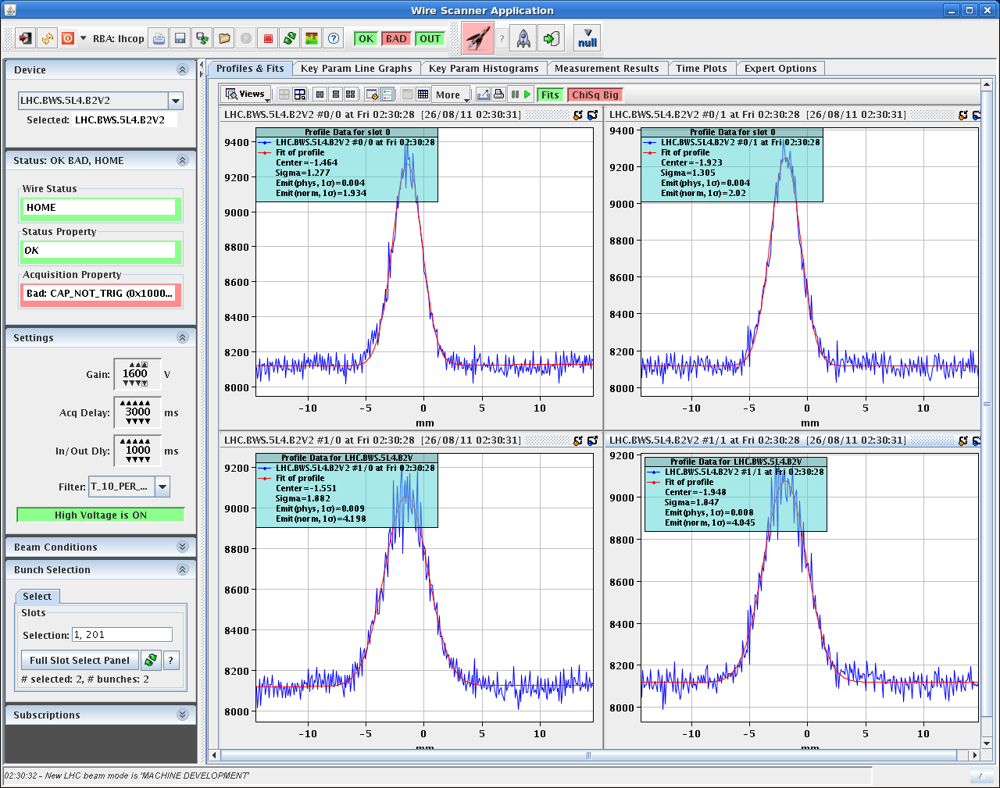 Wire Scanner Application
RBA: lhcop
OK BAD OUT
?
null
Device
LHC.BWS.5L4.B2V2
Selected: LHC.BWS.5L4.B2V2
Status: OK BAD, HOME
Wire Status
HOME
Status Property
OK
Acquisition Property
Bad: CAP_NOT_TRIG (0x1000...
Settings
Gain: 1600 V
Acq Delay: 3000 ms
In/Out Dly: 1000 ms
Filter: T_10_PER_...
High Voltage is ON
Beam Conditions
Bunch Selection
Select
Slots
Selection: 1, 201
Full Slot Select Panel ?
# selected: 2, # bunches: 2
Subscriptions
Profiles & Fits Key Param Line Graphs Key Param Histograms Measurement Results Time Plots Expert Options
Views More Fits ChiSq Big
LHC.BWS.5L4.B2V2 #0/0 at Fri 02:30:28 [26/08/11 02:30:31]
Profile Data for slot 0
LHC.BWS.5L4.B2V2 #0/0 at Fri 02:30:28
Fit of profile
Center=-1.464
Sigma=1.277
Emit(phys, 1σ)=0.004
Emit(norm, 1σ)=1.934
9400
9200
9000
8800
8600
8400
8200
8000
-10 -5 0 5 10
mm
LHC.BWS.5L4.B2V2 #0/1 at Fri 02:30:28 [26/08/11 02:30:31]
Profile Data for slot 0
LHC.BWS.5L4.B2V2 #0/1 at Fri 02:30:28
Fit of profile
Center=-1.923
Sigma=1.305
Emit(phys, 1σ)=0.004
Emit(norm, 1σ)=2.02
9400
9200
9000
8800
8600
8400
8200
8000
-10 -5 0 5 10
mm
LHC.BWS.5L4.B2V2 #1/0 at Fri 02:30:28 [26/08/11 02:30:31]
Profile Data for LHC.BWS.5L4.B2V
LHC.BWS.5L4.B2V2 #1/0 at Fri 02:30:28
Fit of profile
Center=-1.551
Sigma=1.882
Emit(phys, 1σ)=0.009
Emit(norm, 1σ)=4.198
9200
9000
8800
8600
8400
8200
8000
-10 -5 0 5 10
mm
LHC.BWS.5L4.B2V2 #1/1 at Fri 02:30:28 [26/08/11 02:30:31]
Profile Data for LHC.BWS.5L4.B2V
LHC.BWS.5L4.B2V2 #1/1 at Fri 02:30:28
Fit of profile
Center=-1.948
Sigma=1.847
Emit(phys, 1σ)=0.008
Emit(norm, 1σ)=4.045
9200
9000
8800
8600
8400
8200
8000
-10 -5 0 5 10
mm
02:30:32 - New LHC beam mode is 'MACHINE DEVELOPMENT'